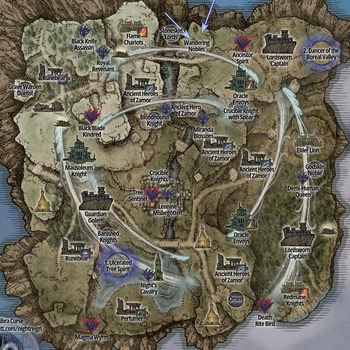 Flame
Chariots
Black Knife
Assassin
Royal
Revenant
Lords
Wandering
Nobles
Ancestor
Spirit
Lordsworn
Captain
2. Dancer of the
Boreal Valley
Runebear
Grave Warden
Duelist
Ancient Heroes
of Zamor
Oracle
Envoys
Ancient Hero
of Zamor
Bloodhound
Knight
Crucible Knight
with Spear
Black Blade
Kindred
Miranda
Blossom
Ancient Heroes
of Zamor
Elder Lion
Mausoleum
Knight
Ancient Heroes
of Zamor
Godskin
Noble
Demi-Human
Queen
Crucible
Knights
Tree
Sentinel
Leonine
Misbegotten
Guardian
Golem
Banished
Knights
Oracle
Envoys
Lordsworn
Captain
Runebear
1. Ulcerated
Tree Spirit
Ancient Heroes
of Zamor
Night's
Cavalry
Omen
Redmane
Knights
Perfumer
Death
Rite Bird
Magma Wyrm
ibra Curse
tt.com/nightreign